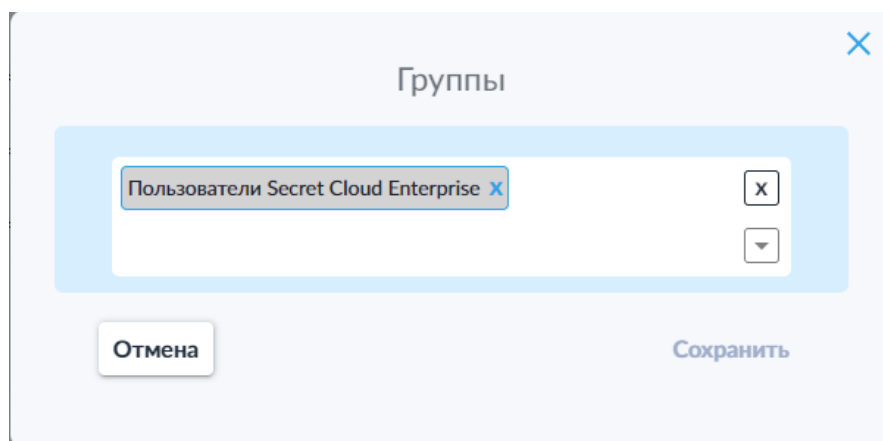 Группы
Пользователи Secret Cloud Enterprise x
x
Отмена
Сохранить